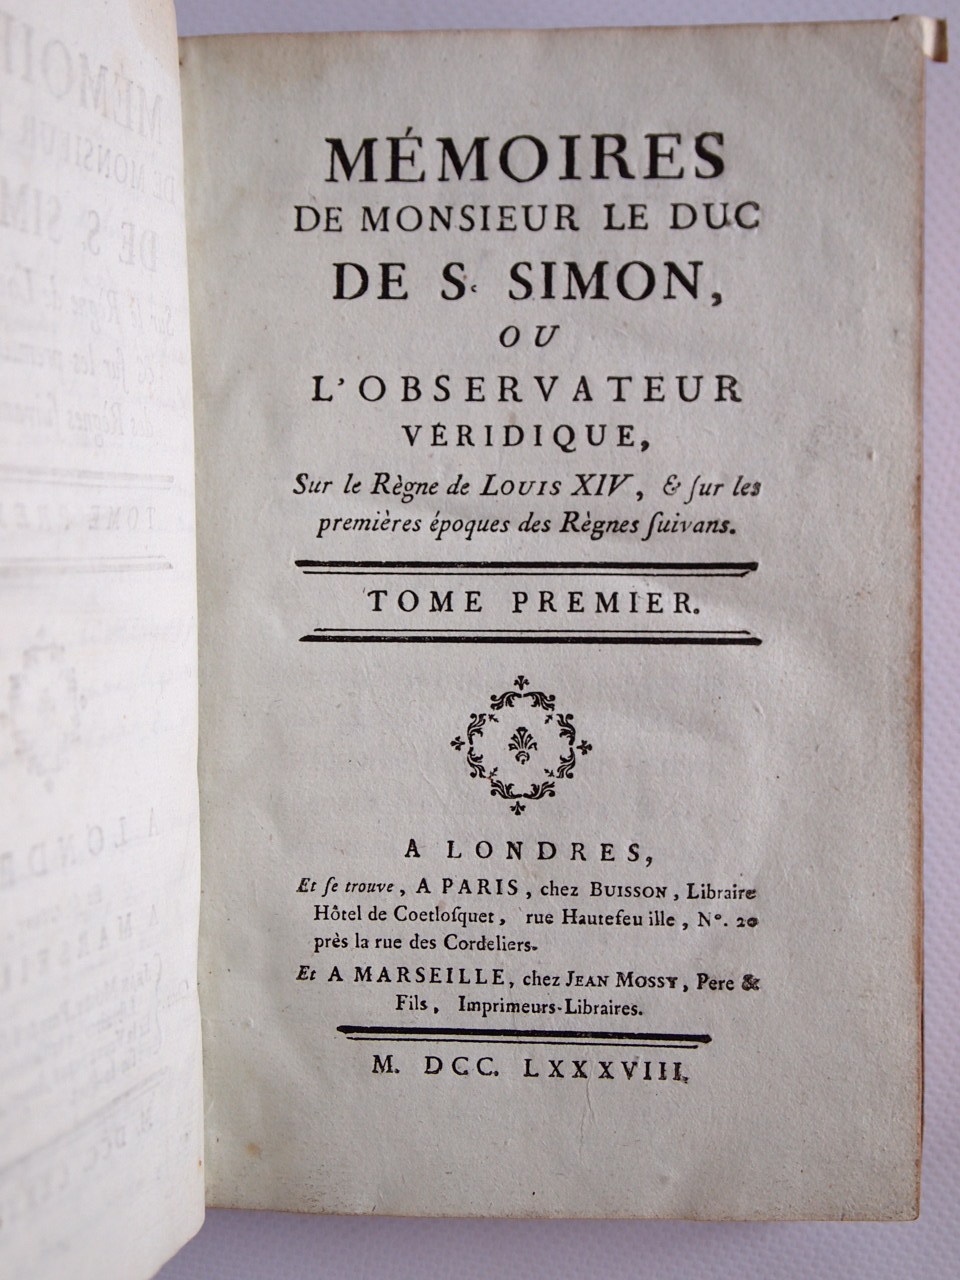 MÉMOIRES
DE MONSIEUR LE DUC
DE S. SIMON,
OU
L'OBSERVATEUR
VÉRIDIQUE,
Sur le Règne de LOUIS XIV, & ſur les
premières époques des Règnes ſuivans.
TOME PREMIER.
A LONDRES,
Et ſe trouve, A PARIS, chez BUISSON, Libraire
Hôtel de Coetloſquet, rue Hautefeuille, N°. 20
près la rue des Cordeliers.
Et A MARSEILLE, chez JEAN MOSSY, Pere &
Fils, Imprimeurs-Libraires.
M. DCC. LXXXVIII.